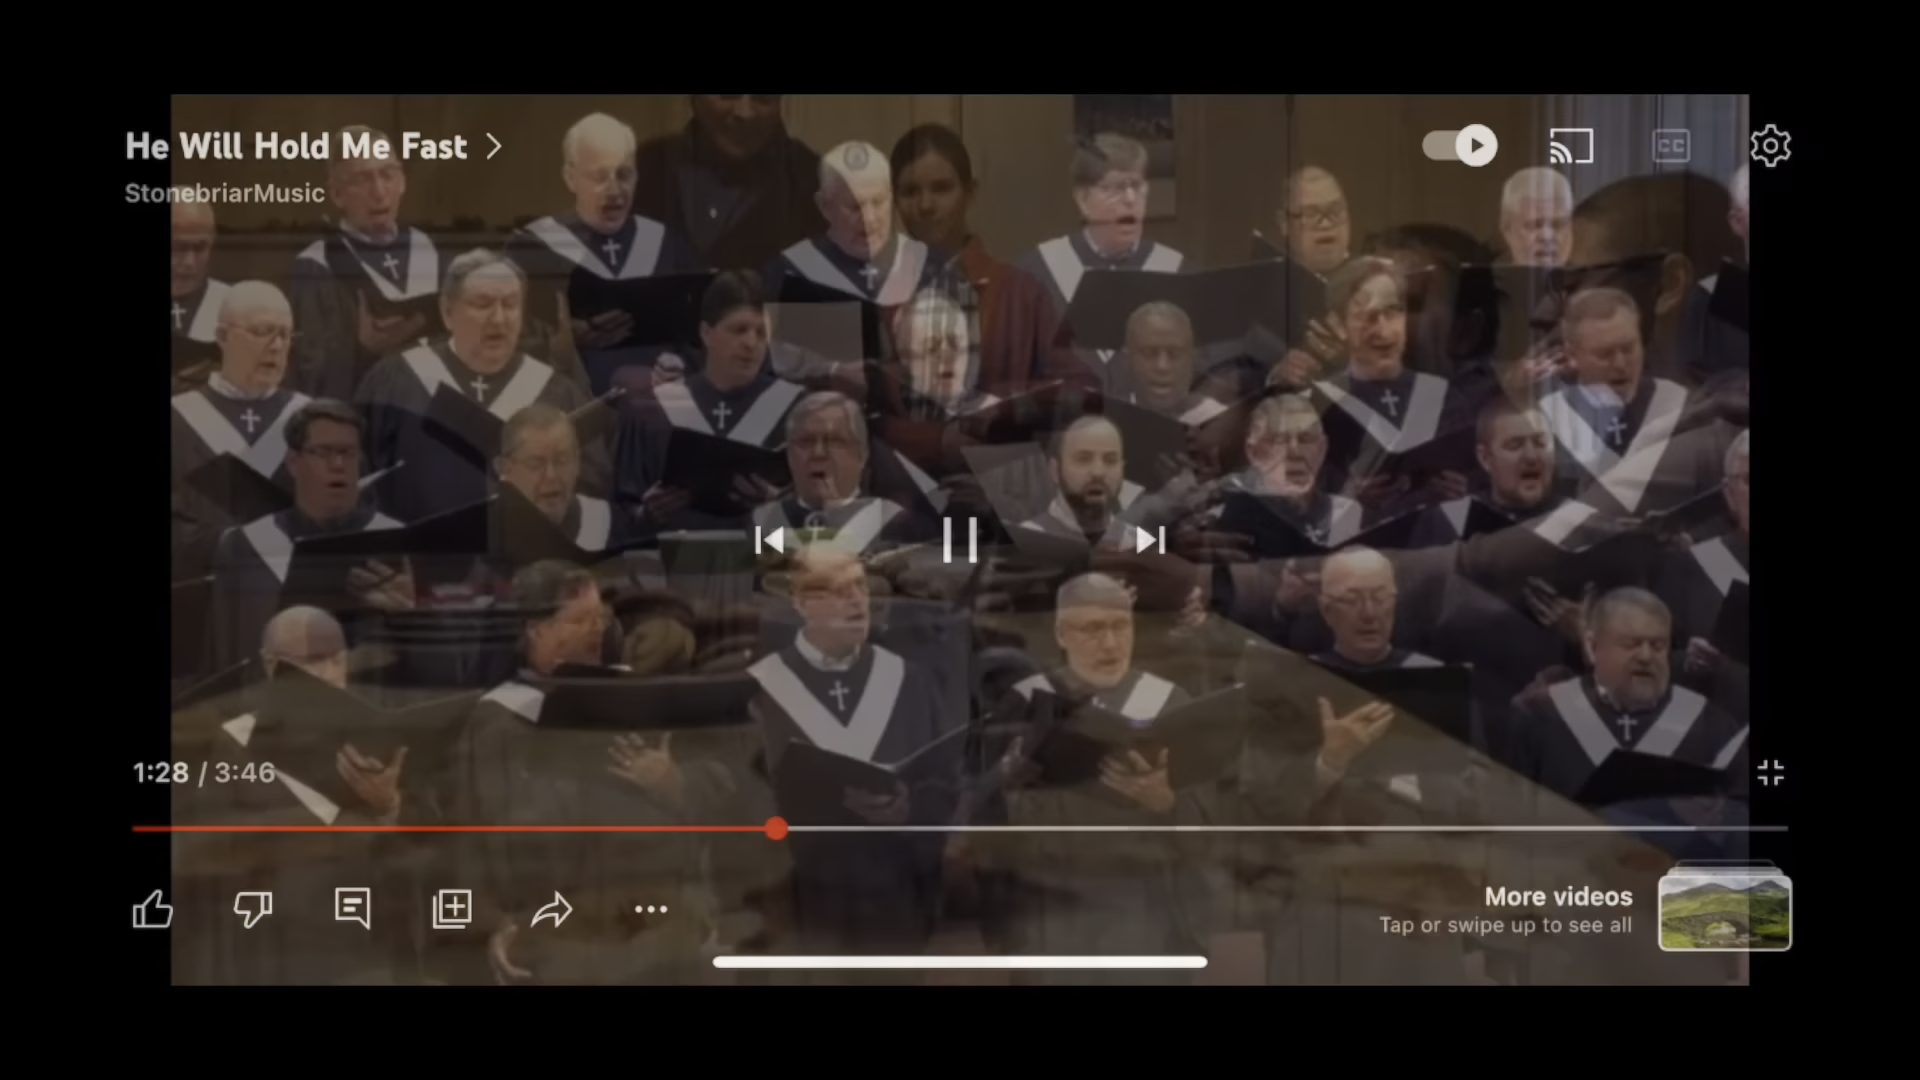 He Will Hold Me Fast
StonebriarMusic
CC
1:28 / 3:46
More videos
Tap or swipe up to see all